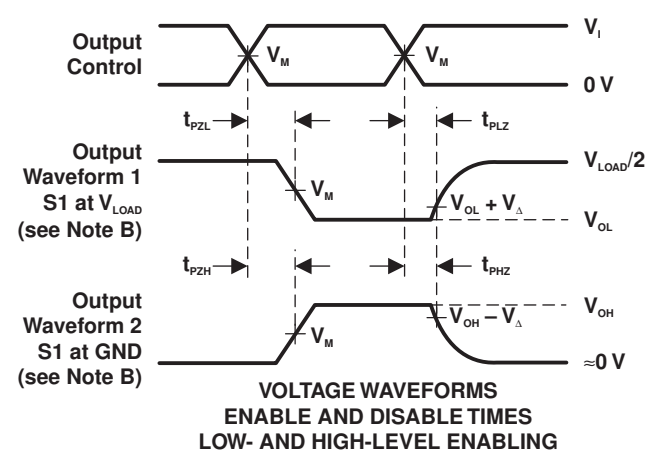 Output
Control
V_M
V_M
V_I
0 V
t_PZL
t_PLZ
Output
Waveform 1
S1 at V_LOAD
(see Note B)
V_M
V_OL + V_Δ
V_LOAD/2
V_OL
t_PZH
t_PHZ
Output
Waveform 2
S1 at GND
(see Note B)
V_M
V_OH – V_Δ
V_OH
≈0 V
VOLTAGE WAVEFORMS
ENABLE AND DISABLE TIMES
LOW- AND HIGH-LEVEL ENABLING